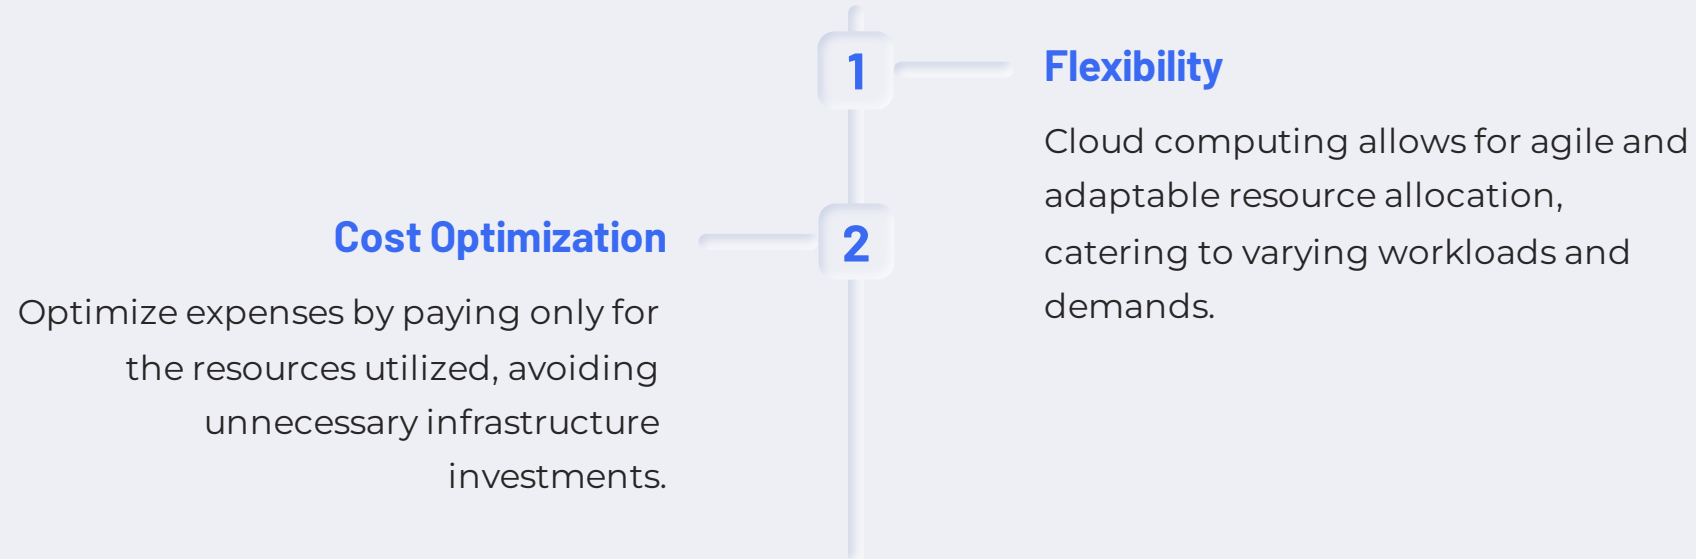 1
Flexibility
Cloud computing allows for agile and
adaptable resource allocation,
catering to varying workloads and
demands.
2
Cost Optimization
Optimize expenses by paying only for
the resources utilized, avoiding
unnecessary infrastructure
investments.